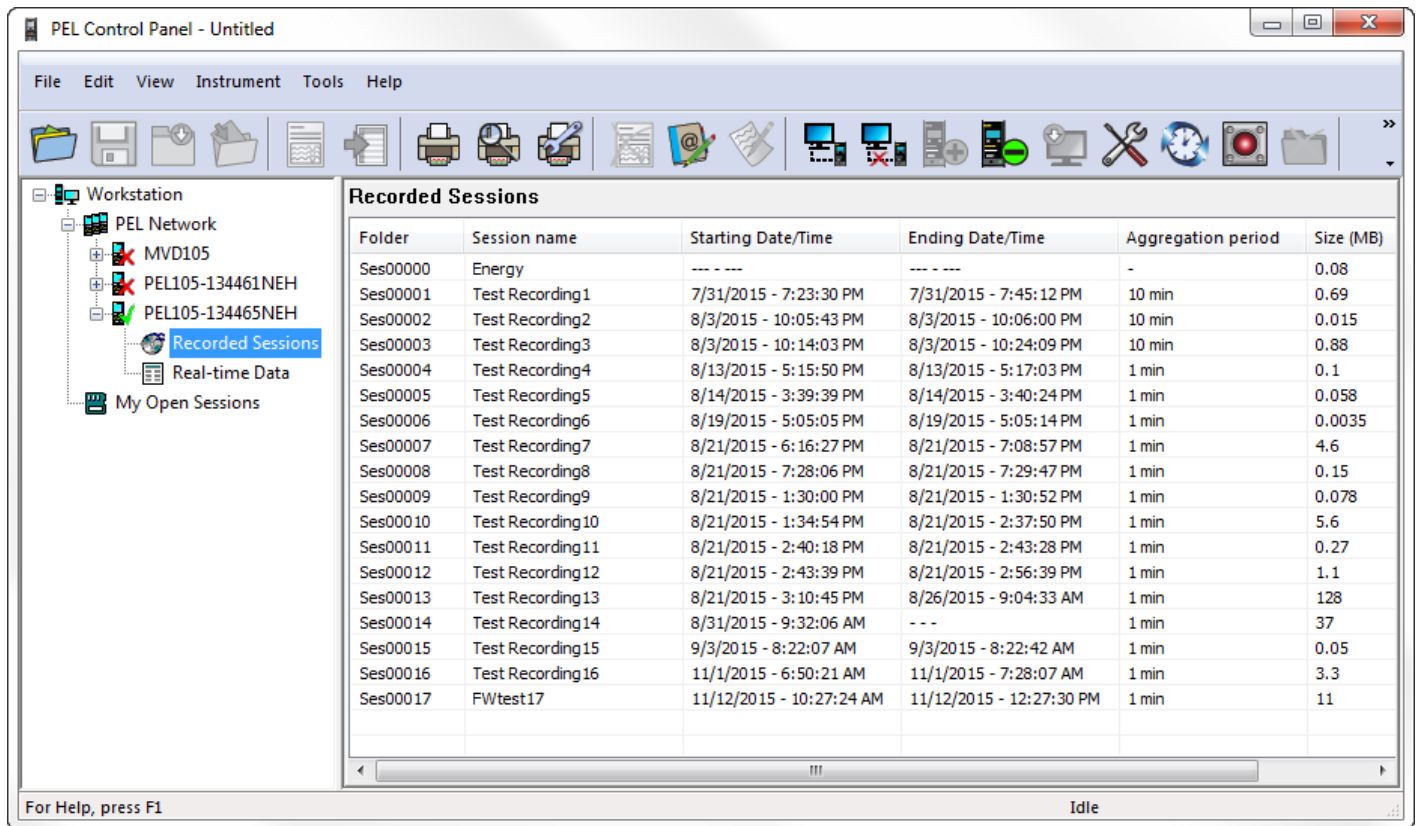 PEL Control Panel - Untitled
File Edit View Instrument Tools Help
Workstation
PEL Network
MVD105
PEL105-134461NEH
PEL105-134465NEH
Recorded Sessions
Real-time Data
My Open Sessions
Recorded Sessions
Folder Session name Starting Date/Time Ending Date/Time Aggregation period Size (MB)
Ses00000 Energy --- - --- --- - --- - 0.08
Ses00001 Test Recording1 7/31/2015 - 7:23:30 PM 7/31/2015 - 7:45:12 PM 10 min 0.69
Ses00002 Test Recording2 8/3/2015 - 10:05:43 PM 8/3/2015 - 10:06:00 PM 10 min 0.015
Ses00003 Test Recording3 8/3/2015 - 10:14:03 PM 8/3/2015 - 10:24:09 PM 10 min 0.88
Ses00004 Test Recording4 8/13/2015 - 5:15:50 PM 8/13/2015 - 5:17:03 PM 1 min 0.1
Ses00005 Test Recording5 8/14/2015 - 3:39:39 PM 8/14/2015 - 3:40:24 PM 1 min 0.058
Ses00006 Test Recording6 8/19/2015 - 5:05:05 PM 8/19/2015 - 5:05:14 PM 1 min 0.0035
Ses00007 Test Recording7 8/21/2015 - 6:16:27 PM 8/21/2015 - 7:08:57 PM 1 min 4.6
Ses00008 Test Recording8 8/21/2015 - 7:28:06 PM 8/21/2015 - 7:29:47 PM 1 min 0.15
Ses00009 Test Recording9 8/21/2015 - 1:30:00 PM 8/21/2015 - 1:30:52 PM 1 min 0.078
Ses00010 Test Recording10 8/21/2015 - 1:34:54 PM 8/21/2015 - 2:37:50 PM 1 min 5.6
Ses00011 Test Recording11 8/21/2015 - 2:40:18 PM 8/21/2015 - 2:43:28 PM 1 min 0.27
Ses00012 Test Recording12 8/21/2015 - 2:43:39 PM 8/21/2015 - 2:56:39 PM 1 min 1.1
Ses00013 Test Recording13 8/21/2015 - 3:10:45 PM 8/26/2015 - 9:04:33 AM 1 min 128
Ses00014 Test Recording14 8/31/2015 - 9:32:06 AM - - - 1 min 37
Ses00015 Test Recording15 9/3/2015 - 8:22:07 AM 9/3/2015 - 8:22:42 AM 1 min 0.05
Ses00016 Test Recording16 11/1/2015 - 6:50:21 AM 11/1/2015 - 7:28:07 AM 1 min 3.3
Ses00017 FWtest17 11/12/2015 - 10:27:24 AM 11/12/2015 - 12:27:30 PM 1 min 11
For Help, press F1 Idle